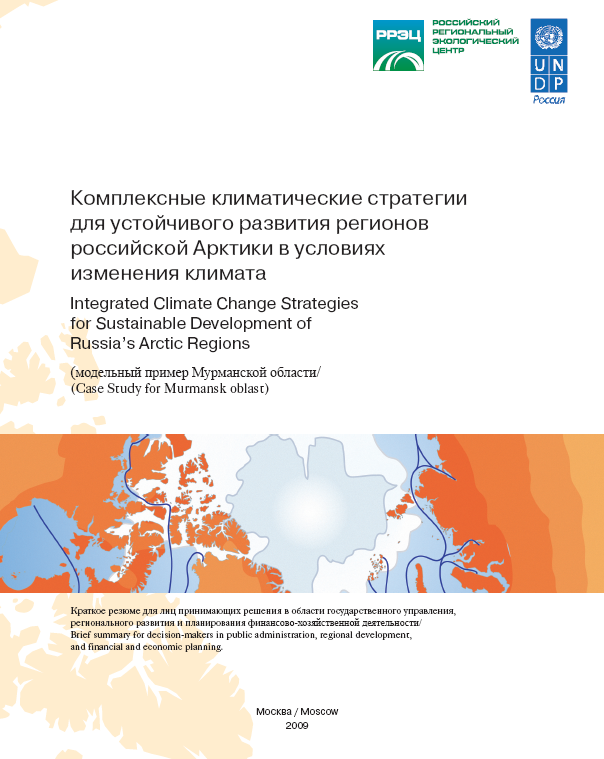 РРЭЦ
РОССИЙСКИЙ
РЕГИОНАЛЬНЫЙ
ЭКОЛОГИЧЕСКИЙ
ЦЕНТР
UN
DP
Россия
Комплексные климатические стратегии
для устойчивого развития регионов
российской Арктики в условиях
изменения климата
Integrated Climate Change Strategies
for Sustainable Development of
Russia's Arctic Regions
(модельный пример Мурманской области/
(Case Study for Murmansk oblast)
Краткое резюме для лиц принимающих решения в области государственного управления,
регионального развития и планирования финансово-хозяйственной деятельности/
Brief summary for decision-makers in public administration, regional development,
and financial and economic planning.
Москва / Moscow
2009